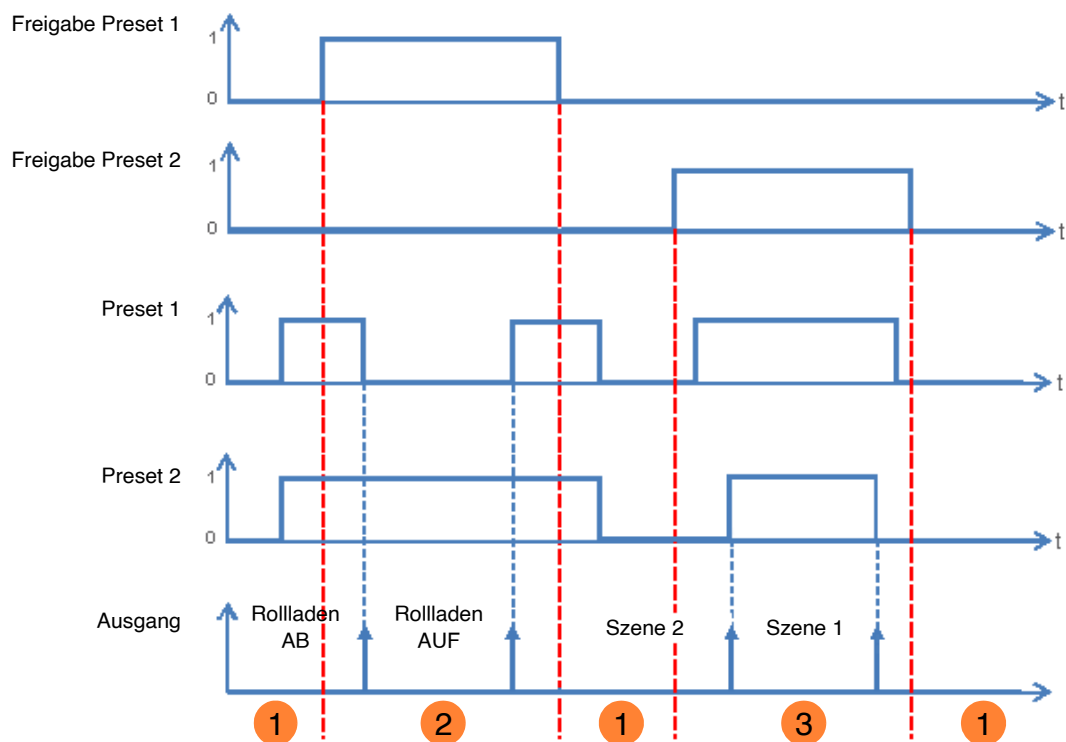 Freigabe Preset 1
1
0
t
Freigabe Preset 2
1
0
t
Preset 1
1
0
t
Preset 2
1
0
t
Ausgang
Rollladen
AB
Rollladen
AUF
Szene 2
Szene 1
1
2
1
3
1